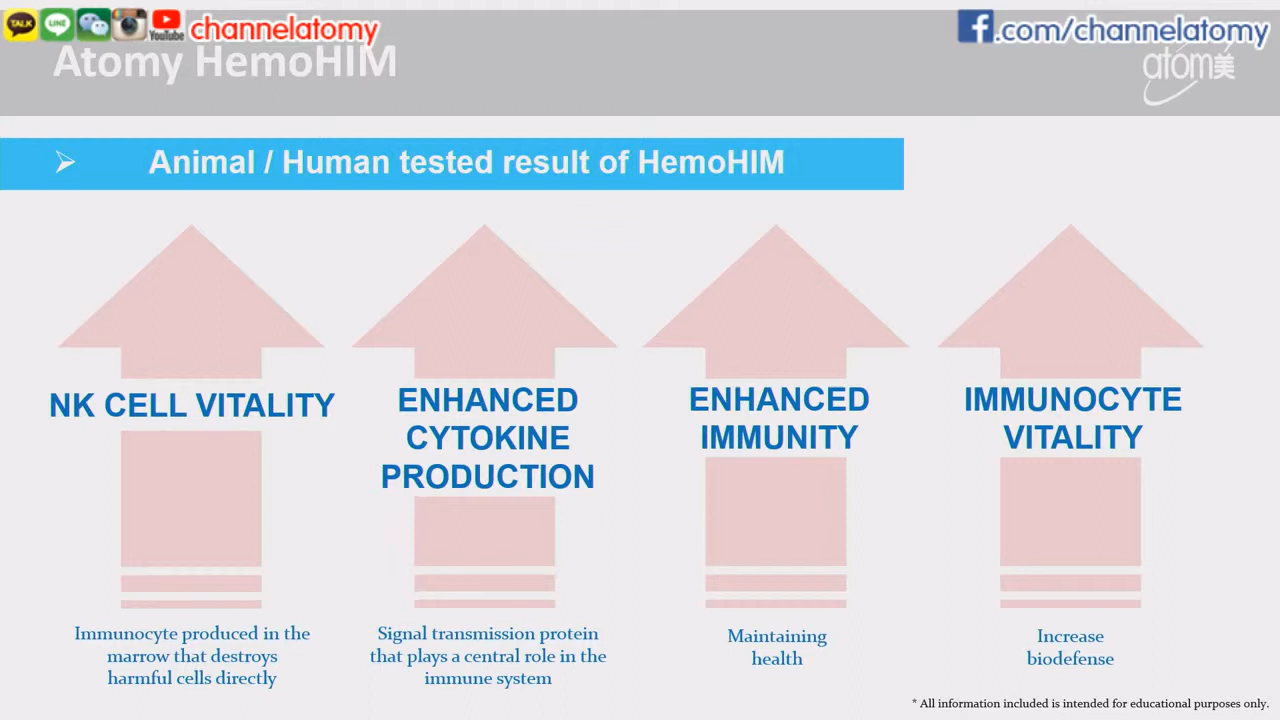 TALK
LINE
YouTube
channelatomy
.com/channelatomy
Atomy HemoHIM
atom美
Animal / Human tested result of HemoHIM
NK CELL VITALITY
Immunocyte produced in the
marrow that destroys
harmful cells directly
ENHANCED
CYTOKINE
PRODUCTION
Signal transmission protein
that plays a central role in the
immune system
ENHANCED
IMMUNITY
Maintaining
health
IMMUNOCYTE
VITALITY
Increase
biodefense
* All information included is intended for educational purposes only.